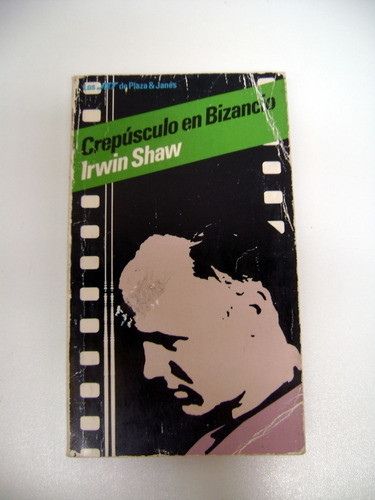 Los JET de Plaza & Janés
Crepúsculo en Bizancio
Irwin Shaw